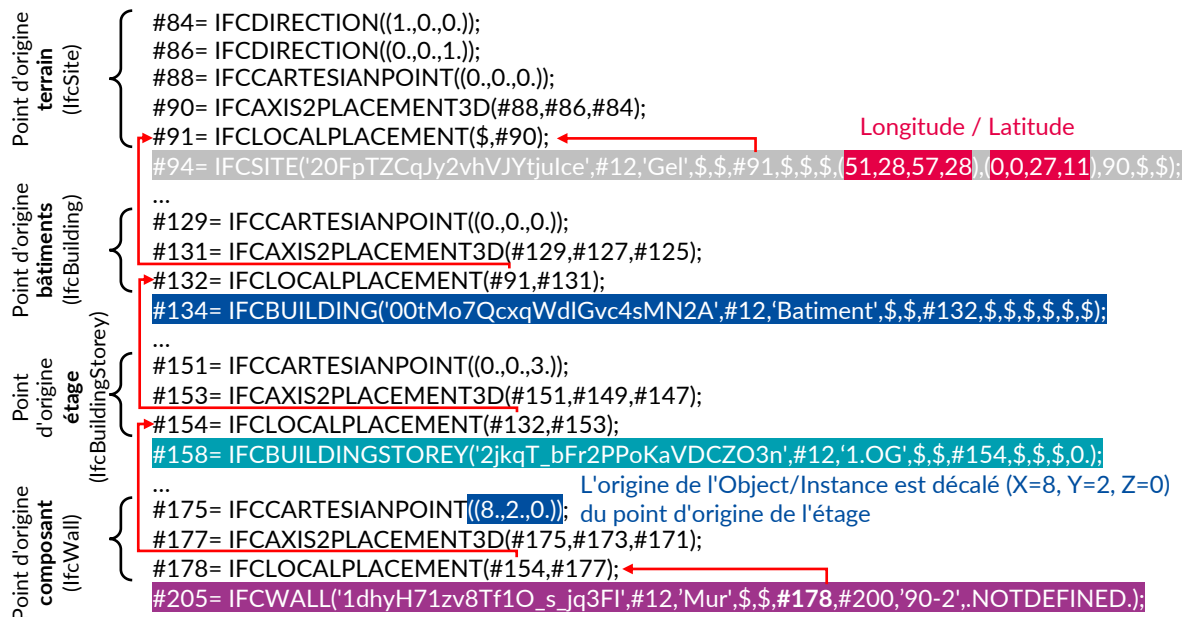 Point d'origine
terrain
(IfcSite)
#84= IFCDIRECTION((1.,0.,0.));
#86= IFCDIRECTION((0.,0.,1.));
#88= IFCCARTESIANPOINT((0.,0.,0.));
#90= IFCAXIS2PLACEMENT3D(#88,#86,#84);
#91= IFCLOCALPLACEMENT($,#90);
Longitude / Latitude
#94= IFCSITE('20FpTZCqJy2vhVJYtjuIce',#12,'Gel',$,$,#91,$,$,$,(51,28,57,28),(0,0,27,11),90,$,$);
...
Point d'origine
bâtiments
(IfcBuilding)
#129= IFCCARTESIANPOINT((0.,0.,0.));
#131= IFCAXIS2PLACEMENT3D(#129,#127,#125);
#132= IFCLOCALPLACEMENT(#91,#131);
#134= IFCBUILDING('00tMo7QcxqWdIGvc4sMN2A',#12,‘Batiment',$,$,#132,$,$,$,$,$,$);
...
Point
d'origine
étage
(IfcBuildingStorey)
#151= IFCCARTESIANPOINT((0.,0.,3.));
#153= IFCAXIS2PLACEMENT3D(#151,#149,#147);
#154= IFCLOCALPLACEMENT(#132,#153);
#158= IFCBUILDINGSTOREY('2jkqT_bFr2PPoKaVDCZO3n',#12,‘1.OG',$,$,#154,$,$,$,0.);
...
Point d'origine
composant
(IfcWall)
#175= IFCCARTESIANPOINT((8.,2.,0.));
L'origine de l'Object/Instance est décalé (X=8, Y=2, Z=0)
du point d'origine de l'étage
#177= IFCAXIS2PLACEMENT3D(#175,#173,#171);
#178= IFCLOCALPLACEMENT(#154,#177);
#205= IFCWALL('1dhyH71zv8Tf1O_s_jq3FI',#12,’Mur',$,$,#178,#200,’90-2',.NOTDEFINED.);